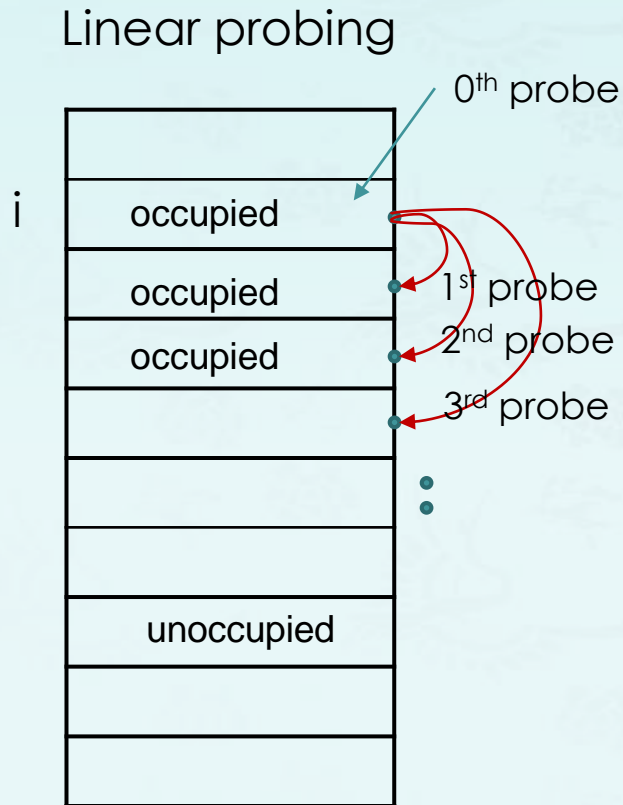 Linear probing
0th probe
i
occupied
occupied
1st probe
occupied
2nd probe
3rd probe
unoccupied